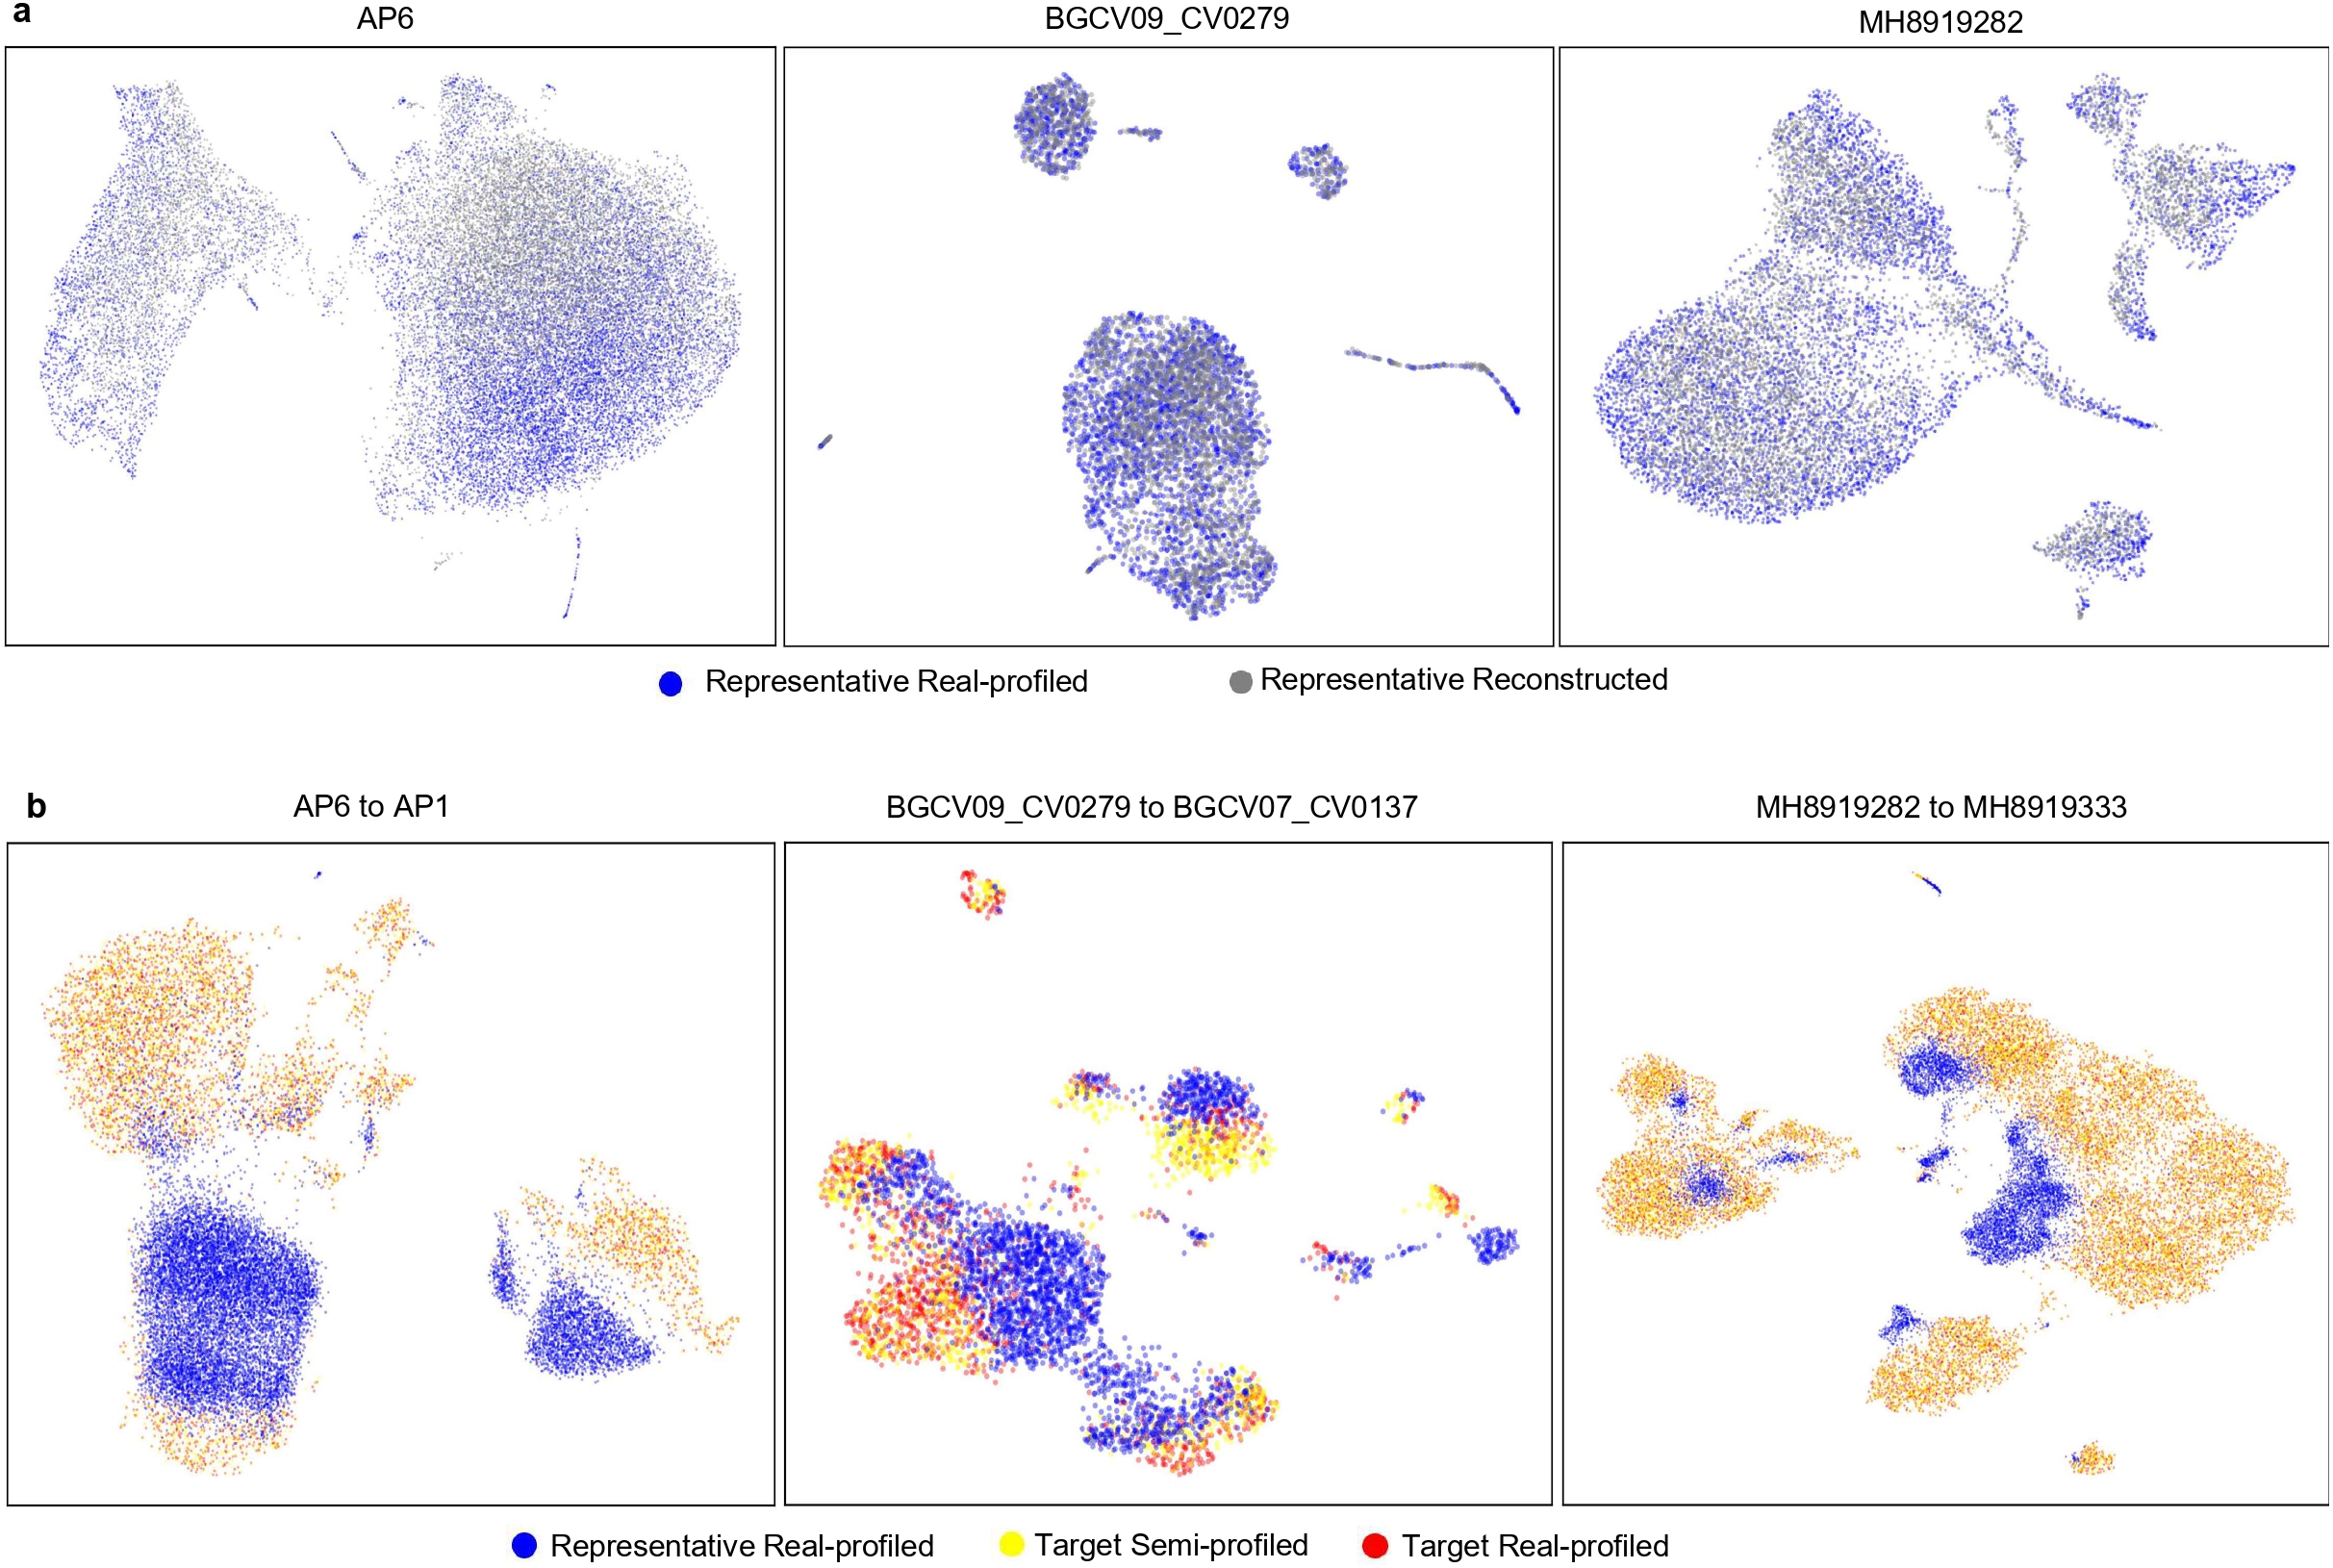 a
AP6
BGCV09_CV0279
MH8919282
Representative Real-profiled
Representative Reconstructed
b
AP6 to AP1
BGCV09_CV0279 to BGCV07_CV0137
MH8919282 to MH8919333
Representative Real-profiled
Target Semi-profiled
Target Real-profiled